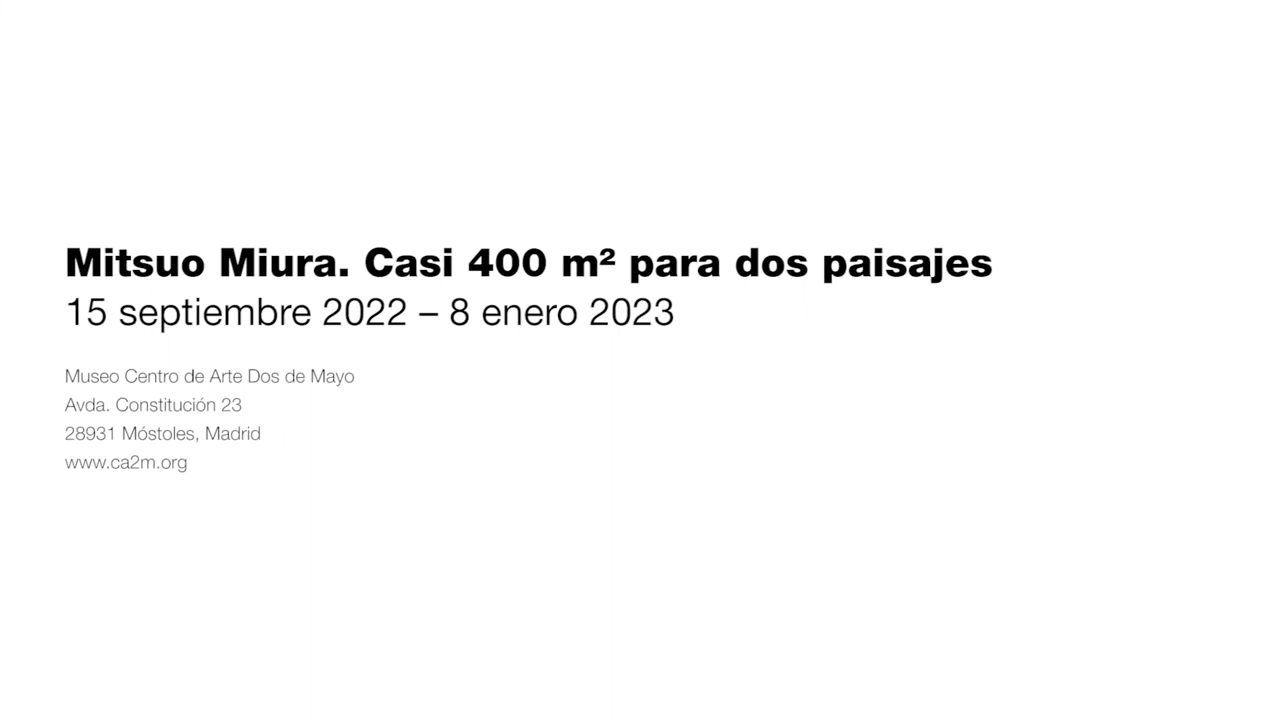 Mitsuo Miura. Casi 400 m² para dos paisajes
15 septiembre 2022 – 8 enero 2023
Museo Centro de Arte Dos de Mayo
Avda. Constitución 23
28931 Móstoles, Madrid
www.ca2m.org